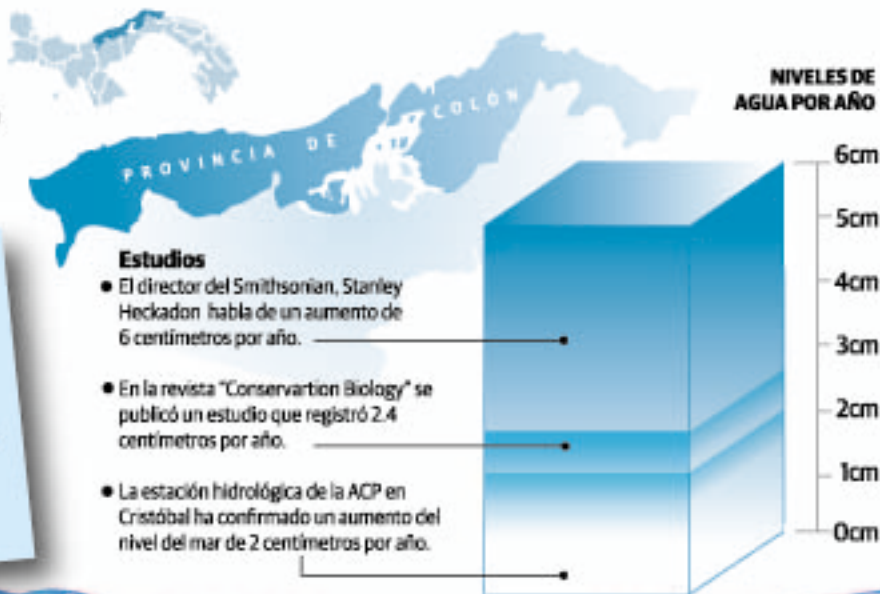 PROVINCIA DE COLÓN
NIVELES DE
AGUA POR AÑO
6cm
5cm
4cm
3cm
2cm
1cm
0cm
Estudios
● El director del Smithsonian, Stanley
Heckadon habla de un aumento de
6 centímetros por año.
● En la revista "Conservartion Biology" se
publicó un estudio que registró 2.4
centímetros por año.
● La estación hidrológica de la ACP en
Cristóbal ha confirmado un aumento del
nivel del mar de 2 centímetros por año.